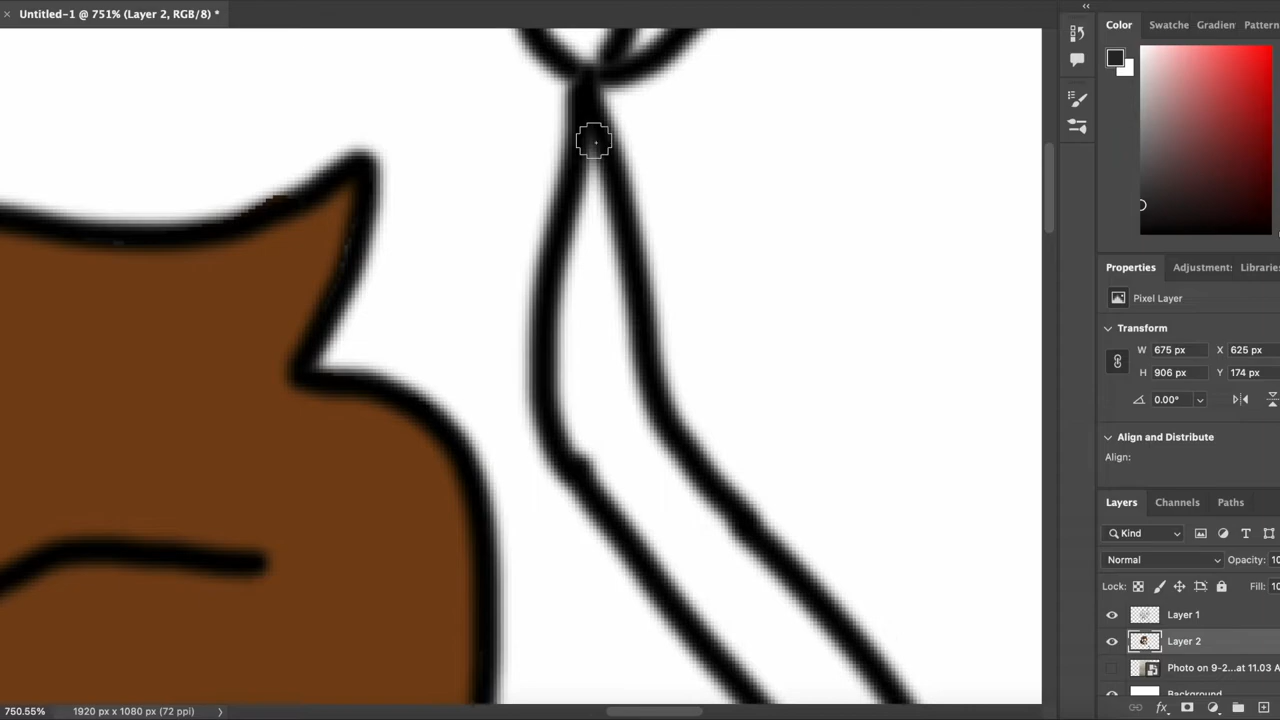 Untitled-1 @ 751% (Layer 2, RGB/8) *
Color Swatche Gradien Pattern
Properties Adjustment: Librarie:
Pixel Layer
Transform
W 675 px X 625 px
H 906 px Y 174 px
0.00°
Align and Distribute
Align:
Layers Channels Paths
Kind
Normal Opacity: 10
Lock: Fill: 10
Layer 1
Layer 2
Photo on 9-2...at 11.03 A
Background
750.55% 1920 px x 1080 px (72 ppi)